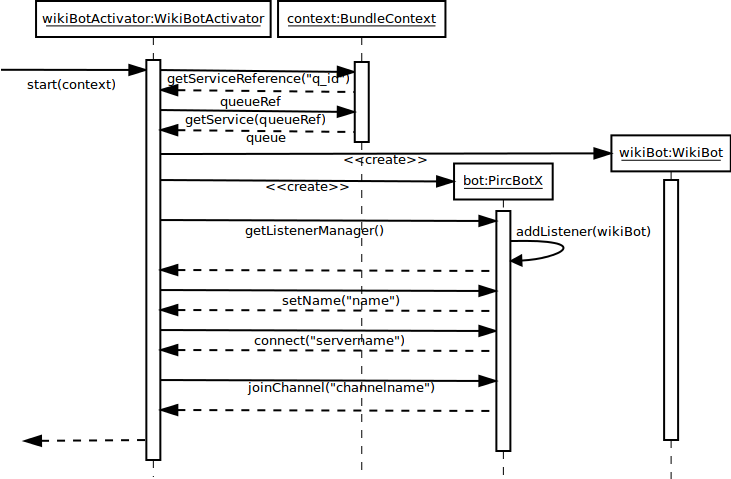 wikiBotActivator:WikiBotActivator
context:BundleContext
start(context)
getServiceReference("q_id")
queueRef
getService(queueRef)
queue
<<create>>
wikiBot:WikiBot
<<create>>
bot:PircBotX
getListenerManager()
addListener(wikiBot)
setName("name")
connect("servername")
joinChannel("channelname")